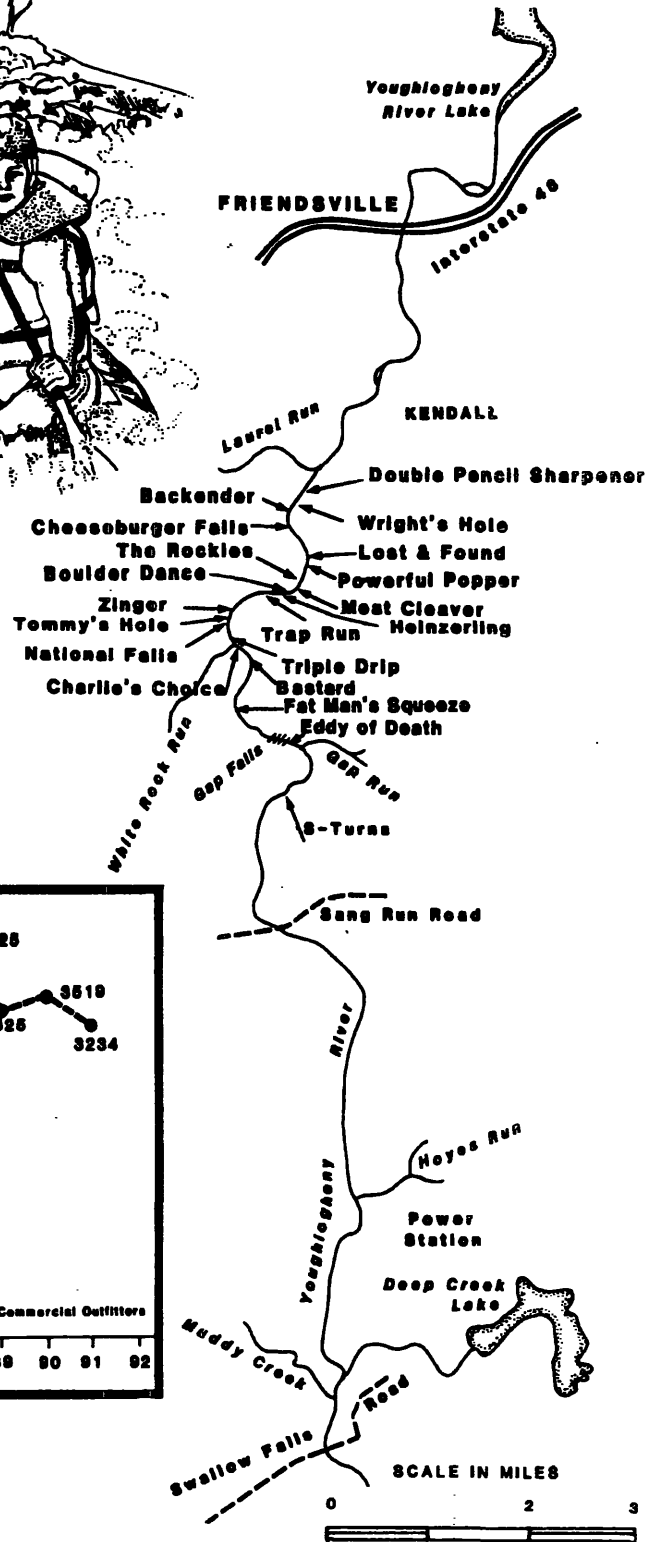 Youghiogheny
River Lake
FRIENDSVILLE
Interstate 48
KENDALL
Laurel Run
Double Pencil Sharpener
Backender
Wright's Hole
Cheeseburger Falls
Lost & Found
The Rockies
Powerful Popper
Boulder Dance
Meat Cleaver
Zinger
Heinzerling
Tommy's Hole
Trap Run
National Falls
Triple Drip
Charlie's Choice
Bastard
Fat Man's Squeeze
Eddy of Death
Gap Falls
Gap Run
White Rock Run
S-Turns
Sang Run Road
25
3519
3234
River
Youghiogheny
Hoyes Run
Power
Station
Deep Creek
Lake
Commercial Outfitters
90 91 92
Muddy Creek
Swallow Falls Road
SCALE IN MILES
0 2 3